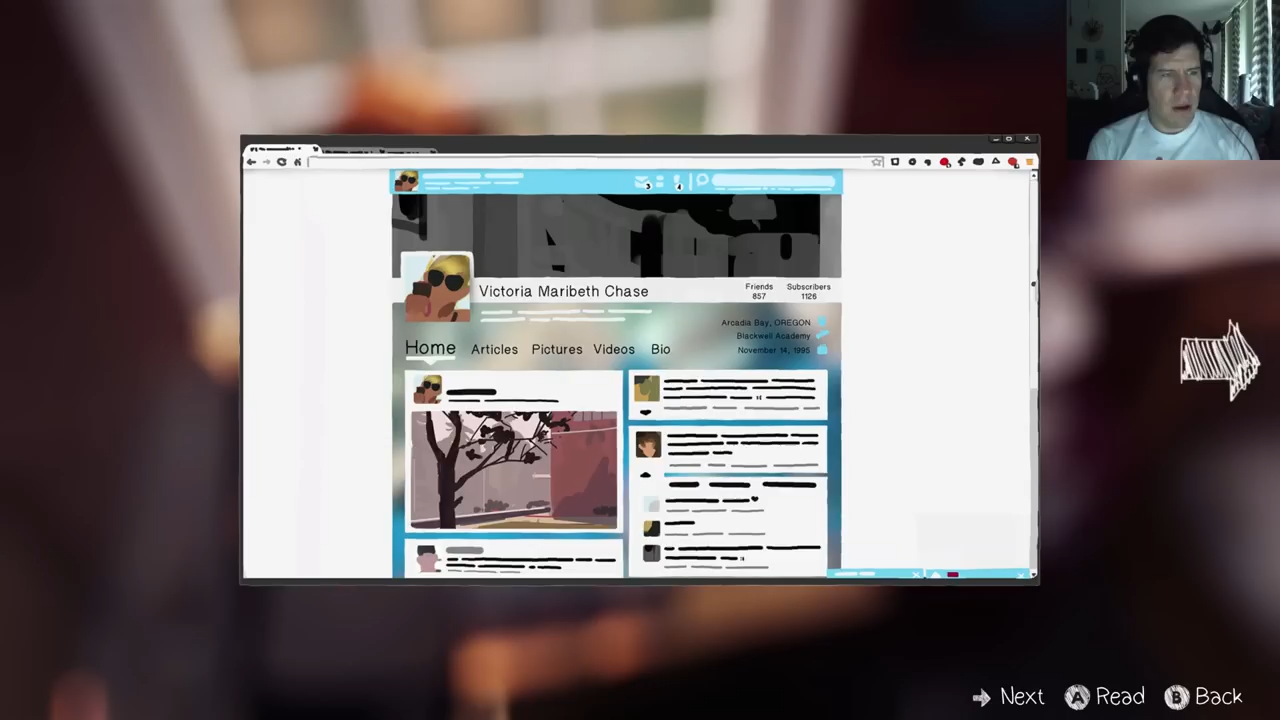 Victoria Maribeth Chase
Friends
857
Subscribers
1126
Arcadia Bay, OREGON
Blackwell Academy
November 14, 1995
Home Articles Pictures Videos Bio
Next A Read B Back